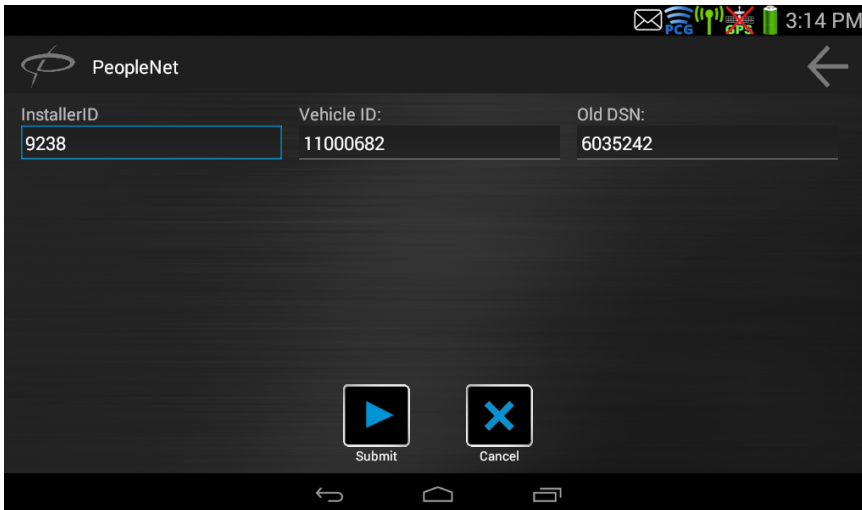 PCG GPS 3:14 PM
PeopleNet
InstallerID Vehicle ID: Old DSN:
9238 11000682 6035242
Submit Cancel